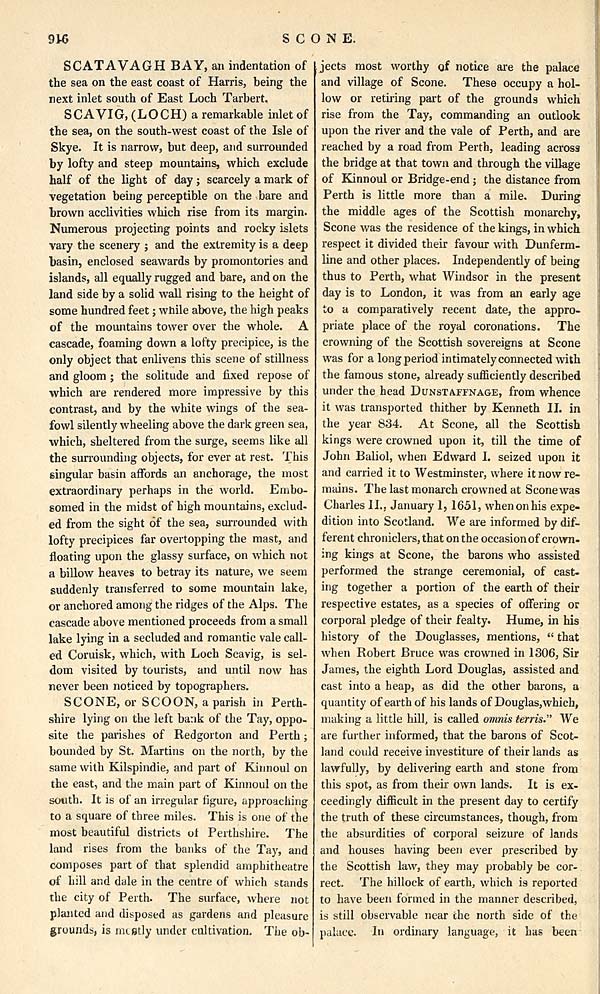 916
SCONE.
SCATAVAGH BAY, an indentation of
the sea on the east coast of Harris, being the
next inlet south of East Loch Tarbert.
SCAVIG, (LOCH) a remarkable inlet of
the sea, on the south-west coast of the Isle of
Skye. It is narrow, but deep, and surrounded
by lofty and steep mountains, which exclude
half of the light of day; scarcely a mark of
vegetation being perceptible on the bare and
brown acclivities which rise from its margin.
Numerous projecting points and rocky islets
vary the scenery; and the extremity is a deep
basin, enclosed seawards by promontories and
islands, all equally rugged and bare, and on the
land side by a solid wall rising to the height of
some hundred feet; while above, the high peaks
of the mountains tower over the whole. A
cascade, foaming down a lofty precipice, is the
only object that enlivens this scene of stillness
and gloom; the solitude and fixed repose of
which are rendered more impressive by this
contrast, and by the white wings of the sea-
fowl silently wheeling above the dark green sea,
which, sheltered from the surge, seems like all
the surrounding objects, for ever at rest. This
singular basin affords an anchorage, the most
extraordinary perhaps in the world. Embo-
somed in the midst of high mountains, exclud-
ed from the sight of the sea, surrounded with
lofty precipices far overtopping the mast, and
floating upon the glassy surface, on which not
a billow heaves to betray its nature, we seem
suddenly transferred to some mountain lake,
or anchored among the ridges of the Alps. The
cascade above mentioned proceeds from a small
lake lying in a secluded and romantic vale call-
ed Coruisk, which, with Loch Scavig, is sel-
dom visited by tourists, and until now has
never been noticed by topographers.
SCONE, or SCOON, a parish in Perth-
shire lying on the left bank of the Tay, oppo-
site the parishes of Redgorton and Perth;
bounded by St. Martins on the north, by the
same with Kilspindie, and part of Kinnoul on
the east, and the main part of Kinnoul on the
south. It is of an irregular figure, approaching
to a square of three miles. This is one of the
most beautiful districts of Perthshire. The
land rises from the banks of the Tay, and
composes part of that splendid amphitheatre
of hill and dale in the centre of which stands
the city of Perth. The surface, where not
planted and disposed as gardens and pleasure
grounds, is mostly under cultivation. The ob-
jects most worthy of notice are the palace
and village of Scone. These occupy a hol-
low or retiring part of the grounds which
rise from the Tay, commanding an outlook
upon the river and the vale of Perth, and are
reached by a road from Perth, leading across
the bridge at that town and through the village
of Kinnoul or Bridge-end; the distance from
Perth is little more than a mile. During
the middle ages of the Scottish monarchy,
Scone was the residence of the kings, in which
respect it divided their favour with Dunferm-
line and other places. Independently of being
thus to Perth, what Windsor in the present
day is to London, it was from an early age
to a comparatively recent date, the appro-
priate place of the royal coronations. The
crowning of the Scottish sovereigns at Scone
was for a long period intimately connected with
the famous stone, already sufficiently described
under the head DUNSTAFFNAGE, from whence
it was transported thither by Kenneth II. in
the year 834. At Scone, all the Scottish
kings were crowned upon it, till the time of
John Baliol, when Edward I. seized upon it
and carried it to Westminster, where it now re-
mains. The last monarch crowned at Scone was
Charles II., January 1, 1651, when on his expe-
dition into Scotland. We are informed by dif-
ferent chroniclers, that on the occasion of crown-
ing kings at Scone, the barons who assisted
performed the strange ceremonial, of cast-
ing together a portion of the earth of their
respective estates, as a species of offering or
corporal pledge of their fealty. Hume, in his
history of the Douglasses, mentions, "that
when Robert Bruce was crowned in 1306, Sir
James, the eighth Lord Douglas, assisted and
cast into a heap, as did the other barons, a
quantity of earth of his lands of Douglas, which,
making a little hill, is called omnis terris." We
are further informed, that the barons of Scot-
land could receive investiture of their lands as
lawfully, by delivering earth and stone from
this spot, as from their own lands. It is ex-
ceedingly difficult in the present day to certify
the truth of these circumstances, though, from
the absurdities of corporal seizure of lands
and houses having been ever prescribed by
the Scottish law, they may probably be cor-
rect. The hillock of earth, which is reported
to have been formed in the manner described,
is still observable near the north side of the
palace. In ordinary language, it has been